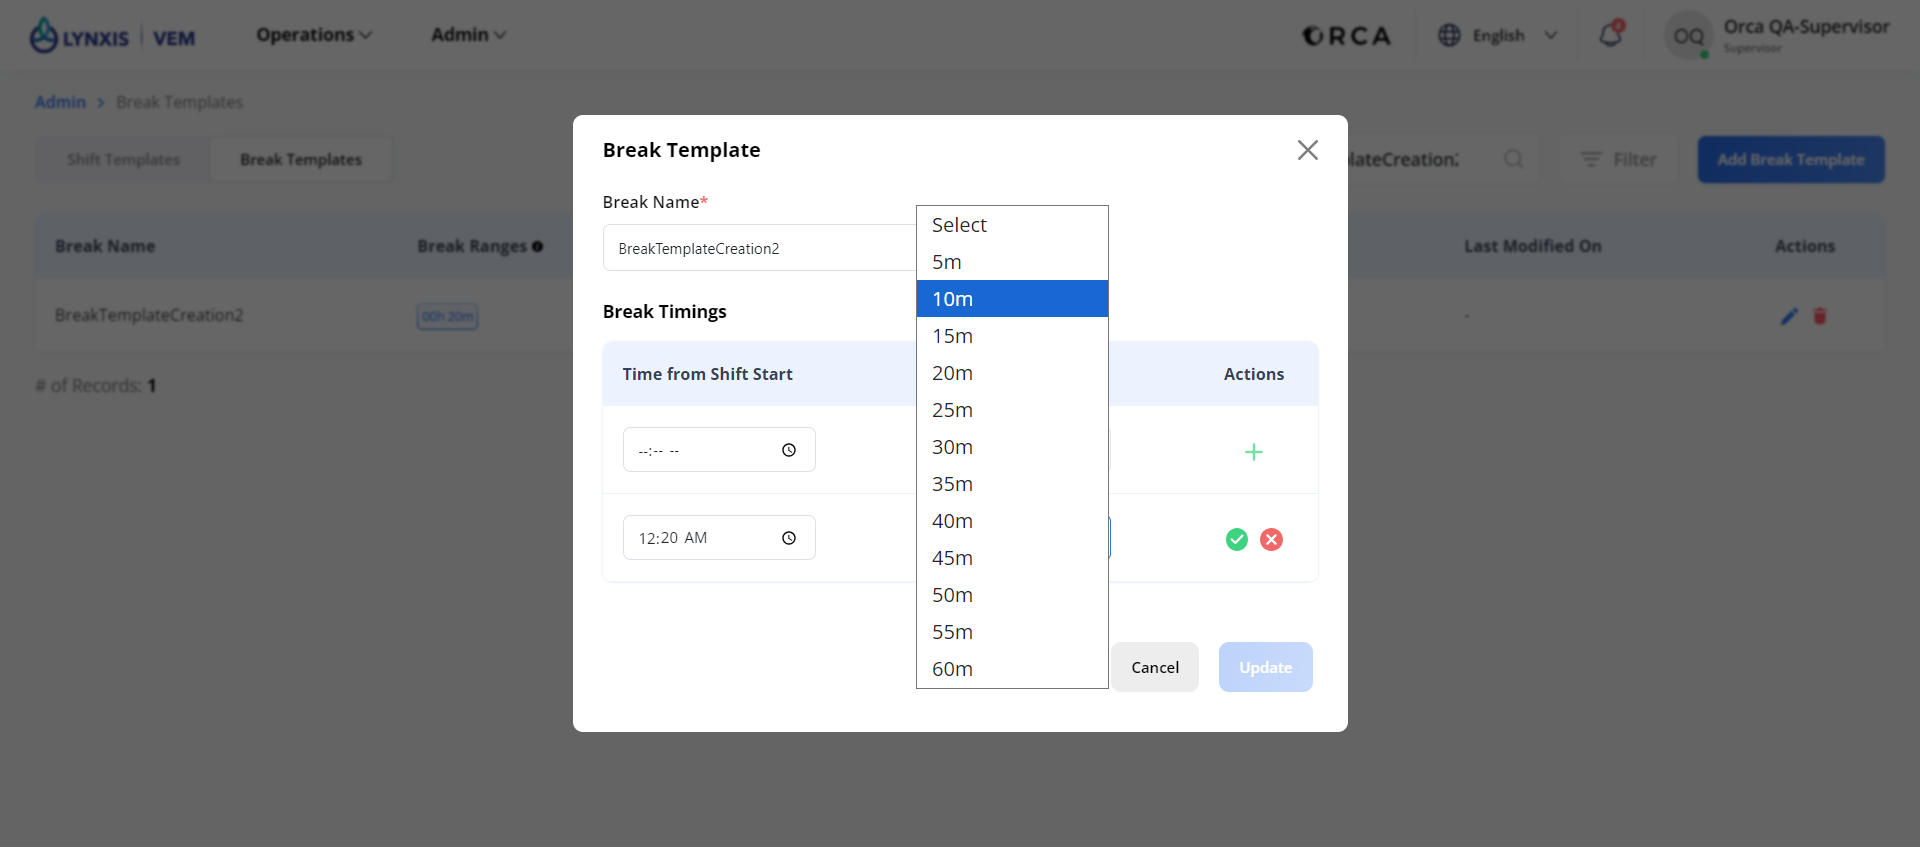 LYNXIS | VEM
Operations
Admin
ORCA
English
4
OQ
Orca QA-Supervisor
Supervisor
Admin > Break Templates
Shift Templates
Break Templates
lateCreation2
Filter
Add Break Template
Break Name
Break Ranges
Last Modified On
Actions
BreakTemplateCreation2
00h 20m
-
# of Records: 1
Break Template
Break Name*
BreakTemplateCreation2
Break Timings
Time from Shift Start
Actions
--:-- --
12:20 AM
Select
5m
10m
15m
20m
25m
30m
35m
40m
45m
50m
55m
60m
Cancel
Update